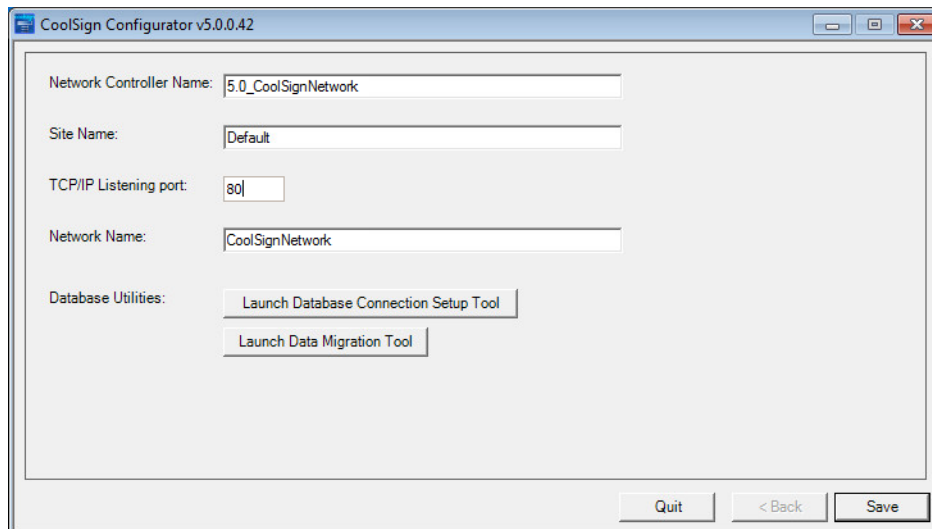 CoolSign Configurator v5.0.0.42
Network Controller Name: 5.0_CoolSignNetwork
Site Name: Default
TCP/IP Listening port: 80
Network Name: CoolSignNetwork
Database Utilities: Launch Database Connection Setup Tool
Launch Data Migration Tool
Quit < Back Save